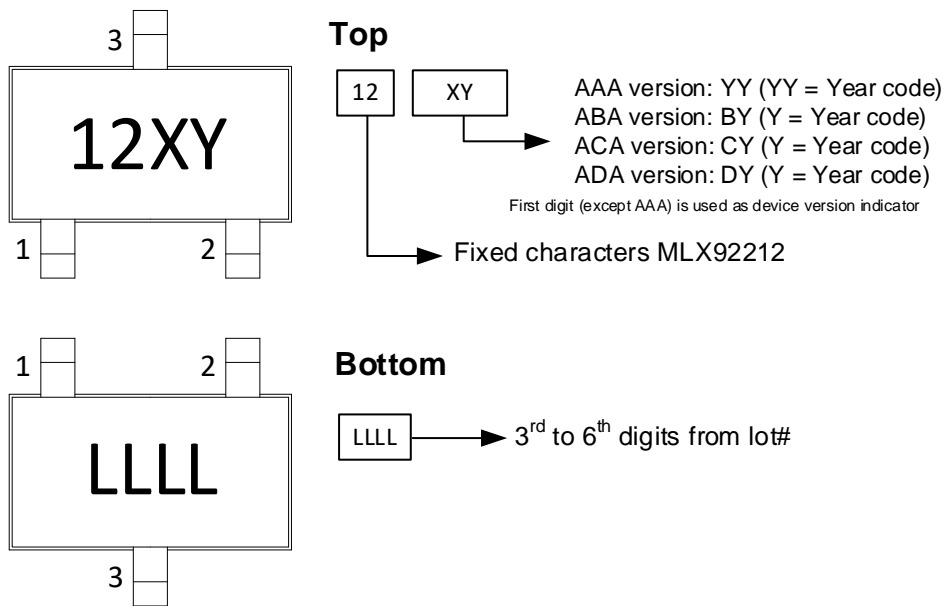 3
Top
12XY
12 XY
AAA version: YY (YY = Year code)
ABA version: BY (Y = Year code)
ACA version: CY (Y = Year code)
ADA version: DY (Y = Year code)
First digit (except AAA) is used as device version indicator
1 2
Fixed characters MLX92212
1 2
Bottom
LLLL
LLLL 3rd to 6th digits from lot#
3